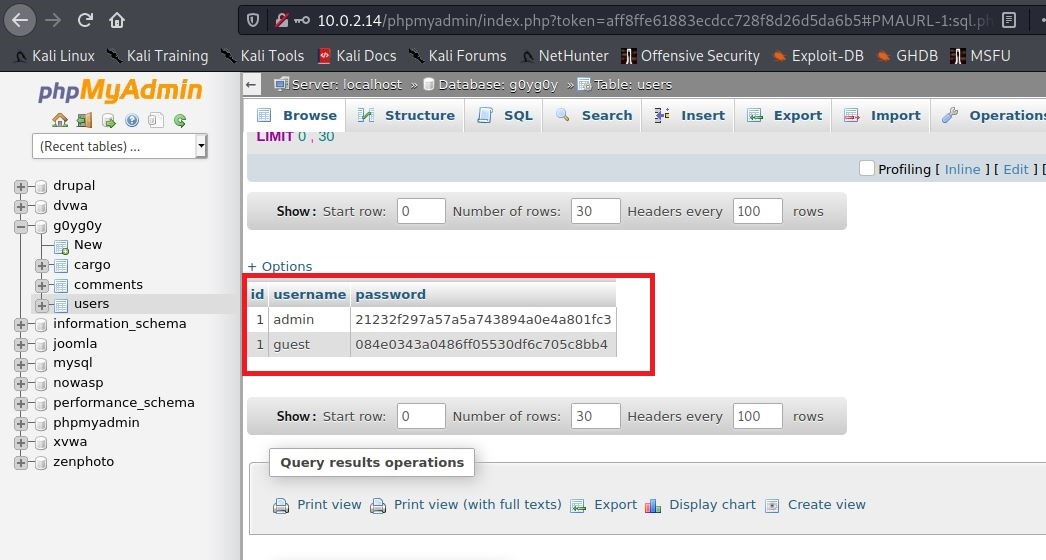 10.0.2.14/phpmyadmin/index.php?token=aff8ffe61883ecdcc728f8d26d5da6b5#PMAURL-1:sql.ph
Kali Linux Kali Training Kali Tools Kali Docs Kali Forums NetHunter Offensive Security Exploit-DB GHDB MSFU
phpMyAdmin
(Recent tables) ...
drupal
dvwa
g0yg0y
New
cargo
comments
users
information_schema
joomla
mysql
nowasp
performance_schema
phpmyadmin
xvwa
zenphoto
Server: localhost » Database: g0yg0y » Table: users
Browse Structure SQL Search Insert Export Import Operations
LIMIT 0 , 30
Profiling [ Inline ] [ Edit ] [
Show : Start row: 0 Number of rows: 30 Headers every 100 rows
+ Options
id username password
1 admin 21232f297a57a5a743894a0e4a801fc3
1 guest 084e0343a0486ff05530df6c705c8bb4
Show : Start row: 0 Number of rows: 30 Headers every 100 rows
Query results operations
Print view Print view (with full texts) Export Display chart Create view